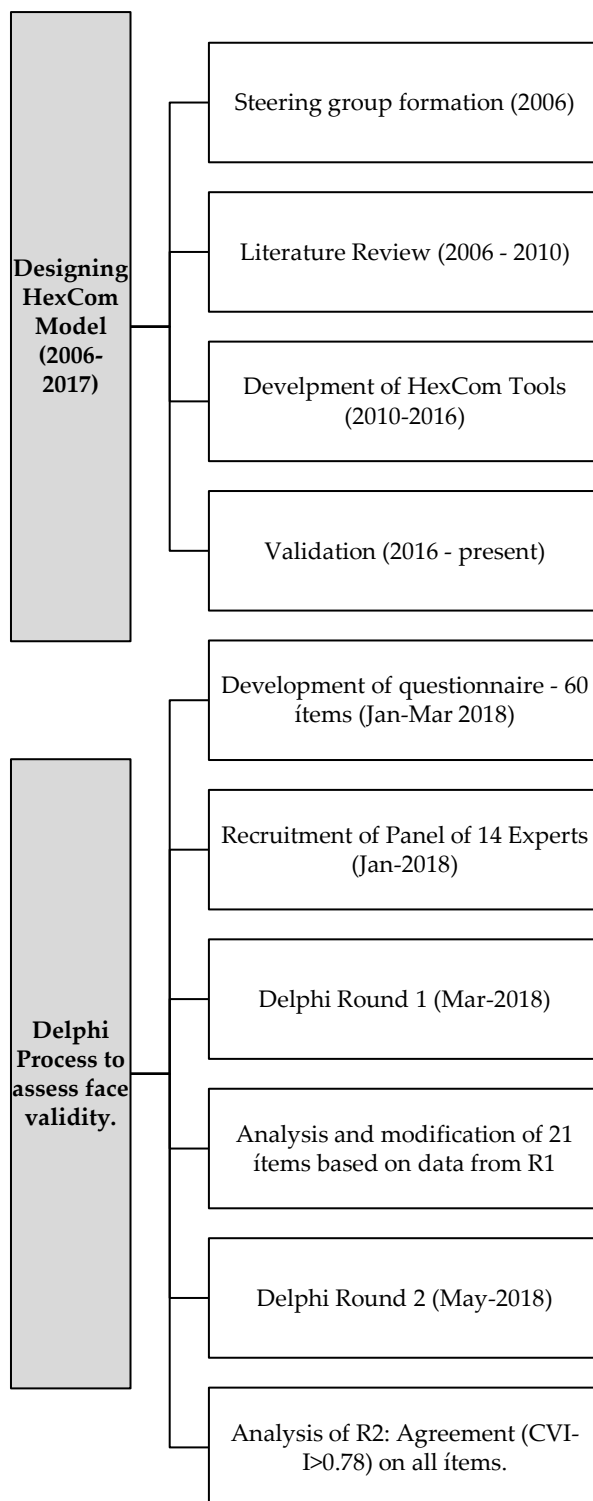 Designing
HexCom
Model
(2006-
2017)
Steering group formation (2006)
Literature Review (2006 - 2010)
Develpment of HexCom Tools
(2010-2016)
Validation (2016 - present)
Delphi
Process to
assess face
validity.
Development of questionnaire - 60
ítems (Jan-Mar 2018)
Recruitment of Panel of 14 Experts
(Jan-2018)
Delphi Round 1 (Mar-2018)
Analysis and modification of 21
ítems based on data from R1
Delphi Round 2 (May-2018)
Analysis of R2: Agreement (CVI-
I>0.78) on all ítems.